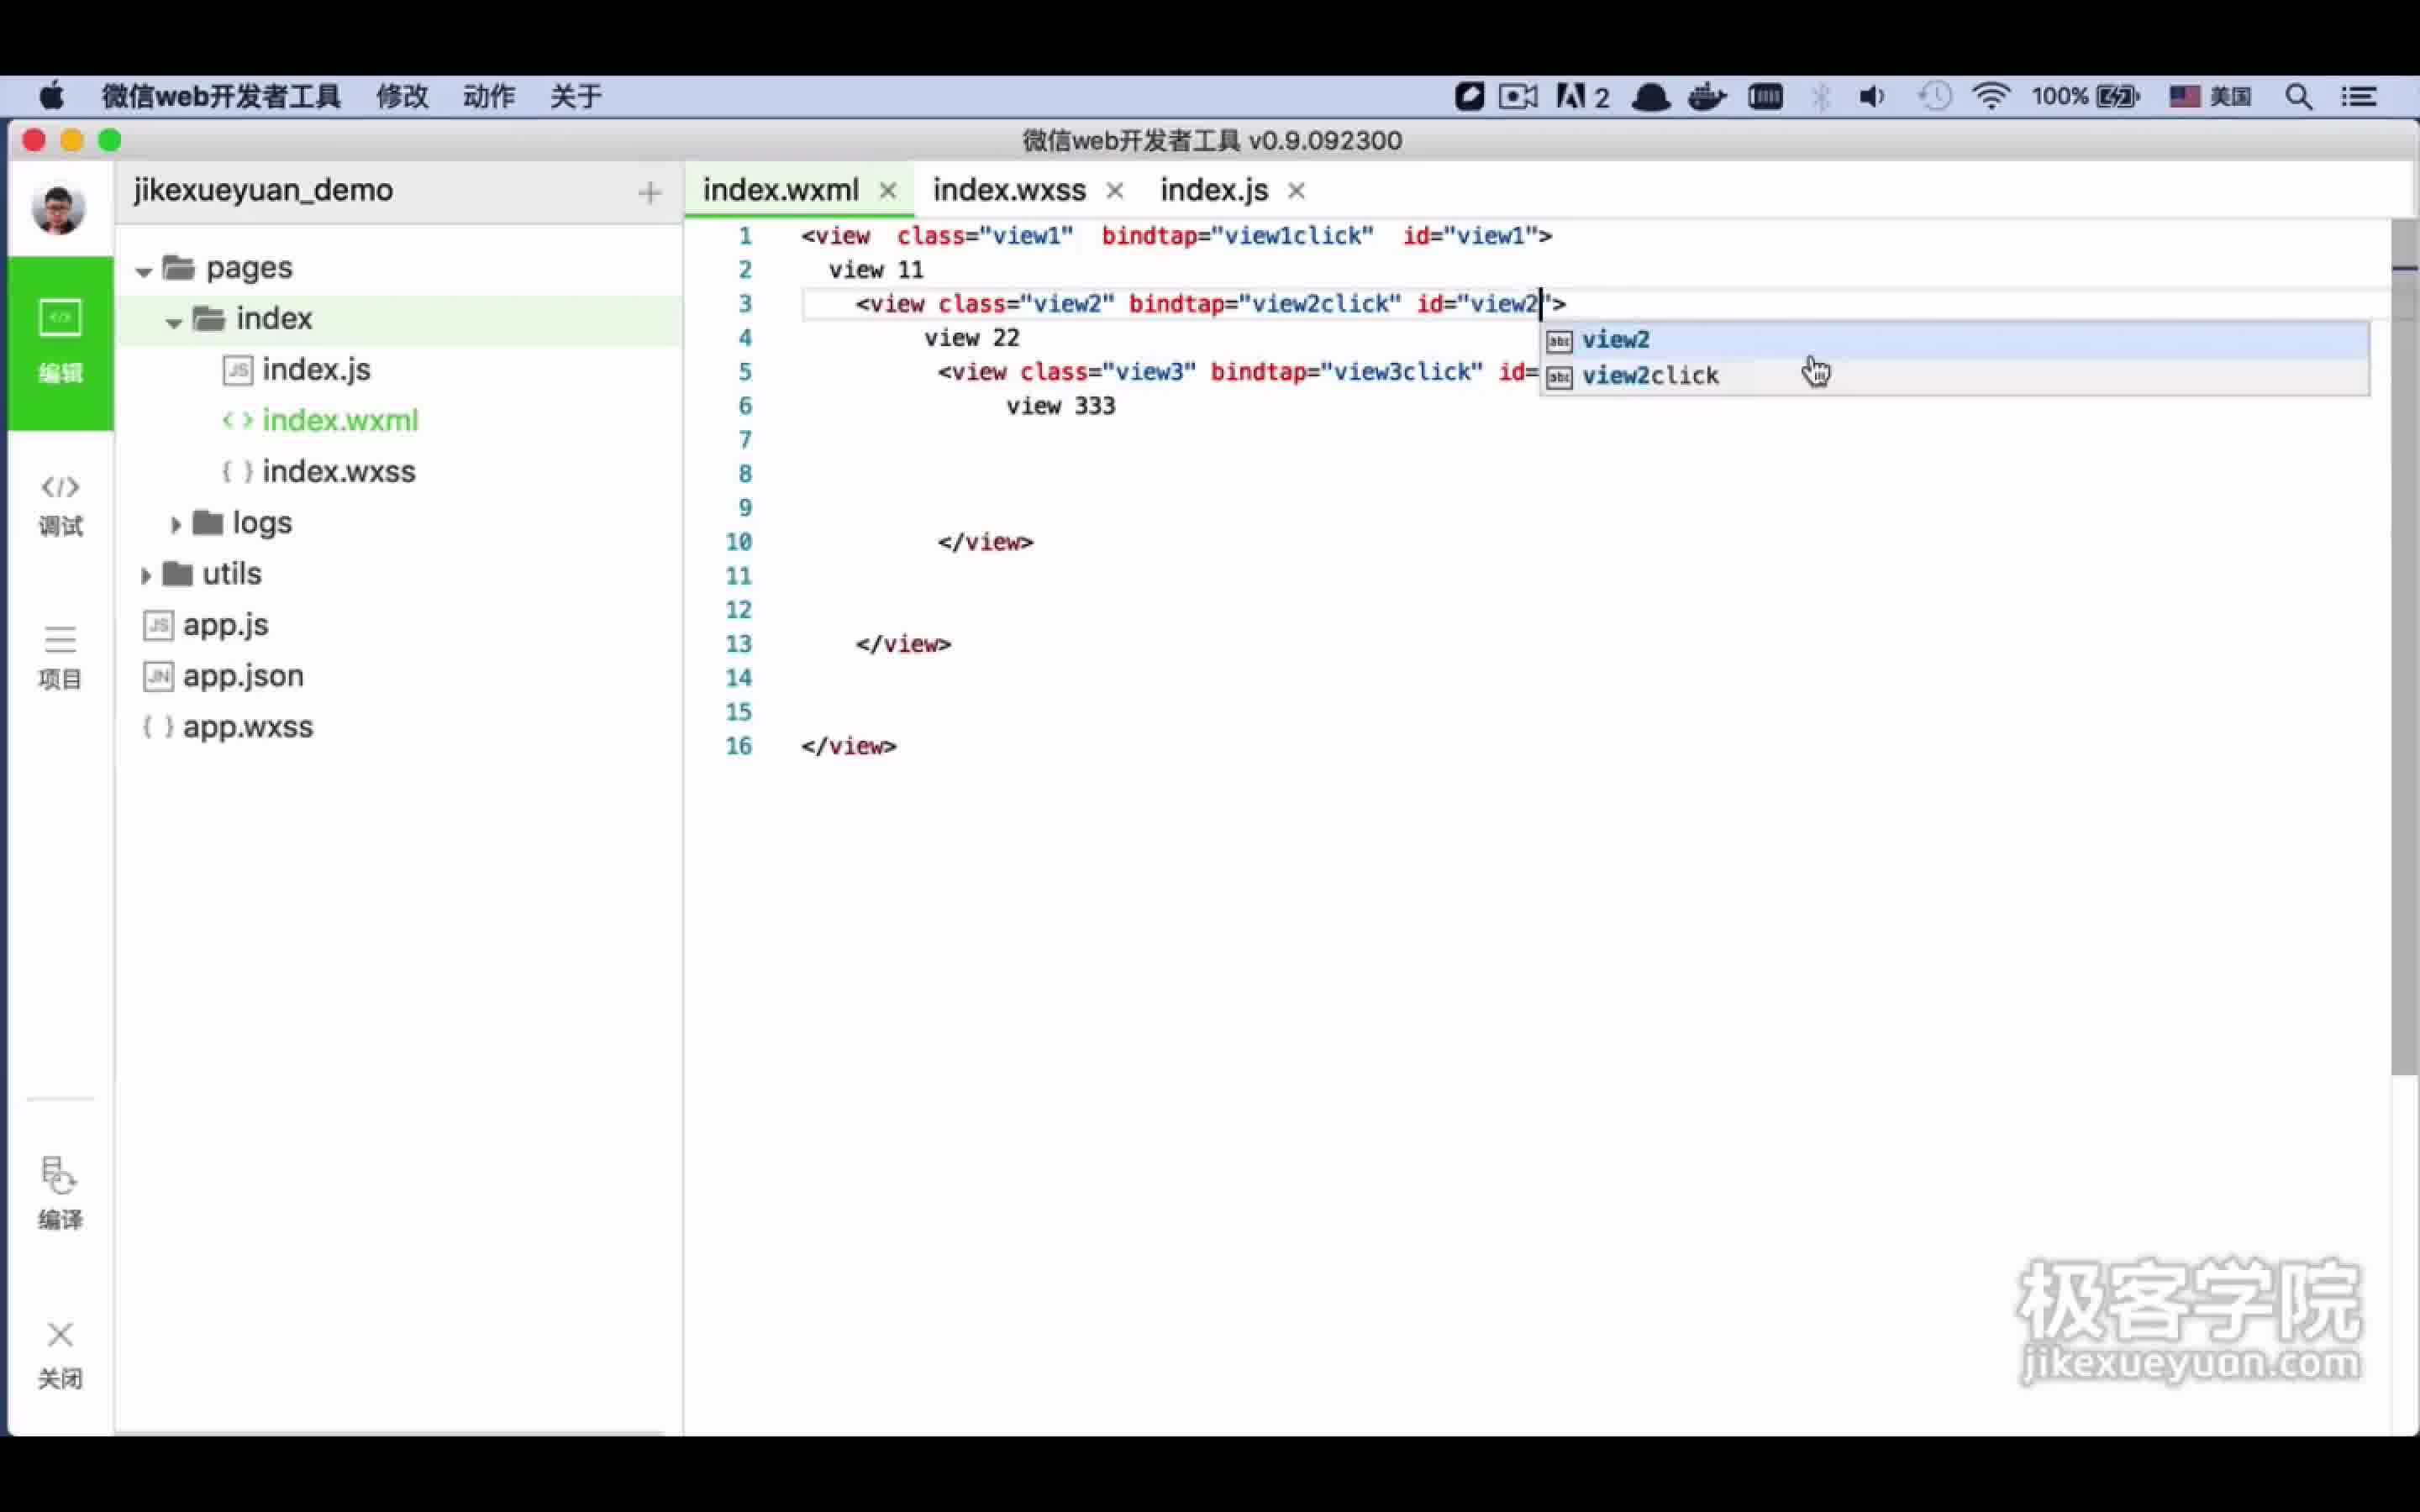 微信web开发者工具 修改 动作 关于
2 100% 美国
微信web开发者工具 v0.9.092300
jikexueyuan_demo +
index.wxml × index.wxss × index.js ×
编辑
调试
项目
编译
关闭
pages
index
JS index.js
< > index.wxml
{ } index.wxss
logs
utils
JS app.js
JN app.json
{ } app.wxss
1 <view class="view1" bindtap="view1click" id="view1">
2 view 11
3 <view class="view2" bindtap="view2click" id="view2">
4 view 22
5 <view class="view3" bindtap="view3click" id=
6 view 333
7
8
9
10 </view>
11
12
13 </view>
14
15
16 </view>
abc view2
abc view2click
极客学院
jikexueyuan.com